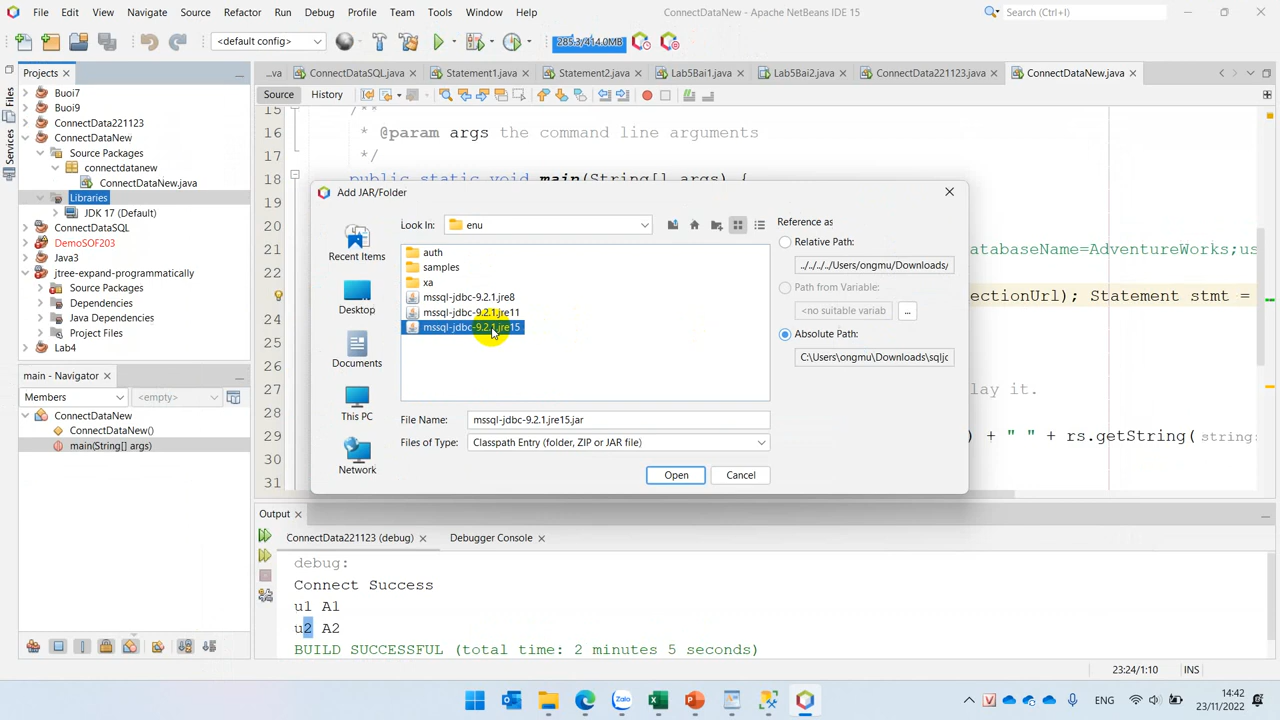 File Edit View Navigate Source Refactor Run Debug Profile Team Tools Window Help
ConnectDataNew - Apache NetBeans IDE 15
Search (Ctrl+I)
<default config>
285.3/414.0MB
Projects
...va
ConnectDataSQL.java
Statement1.java
Statement2.java
Lab5Bai1.java
Lab5Bai2.java
ConnectData221123.java
ConnectDataNew.java
Source
History
Files
Services
Buoi7
Buoi9
ConnectData221123
ConnectDataNew
Source Packages
connectdatanew
ConnectDataNew.java
Libraries
JDK 17 (Default)
ConnectDataSQL
DemoSOF203
Java3
jtree-expand-programmatically
Source Packages
Dependencies
Java Dependencies
Project Files
Lab4
15 /**
16 * @param args the command line arguments
17 */
18 public static void main(String[] args) {
19
20
21 atabaseName=AdventureWorks;us
22
23 ectionUrl); Statement stmt =
26
27 lay it.
28
29 ) + " " + rs.getString( strings:
30
31
Add JAR/Folder
Look In: enu
Recent Items
Desktop
Documents
This PC
Network
auth
samples
xa
mssql-jdbc-9.2.1.jre8
mssql-jdbc-9.2.1.jre11
mssql-jdbc-9.2.1.jre15
Reference as
Relative Path:
../../../../Users/ongmu/Downloads/
Path from Variable:
<no suitable variab
...
Absolute Path:
C:\Users\ongmu\Downloads\sqljc
File Name: mssql-jdbc-9.2.1.jre15.jar
Files of Type: Classpath Entry (folder, ZIP or JAR file)
Open
Cancel
main - Navigator
Members
<empty>
ConnectDataNew
ConnectDataNew()
main(String[] args)
Output
ConnectData221123 (debug)
Debugger Console
debug:
Connect Success
u1 A1
u2 A2
BUILD SUCCESSFUL (total time: 2 minutes 5 seconds)
23:24/1:10
INS
Zalo
ENG
14:42
23/11/2022